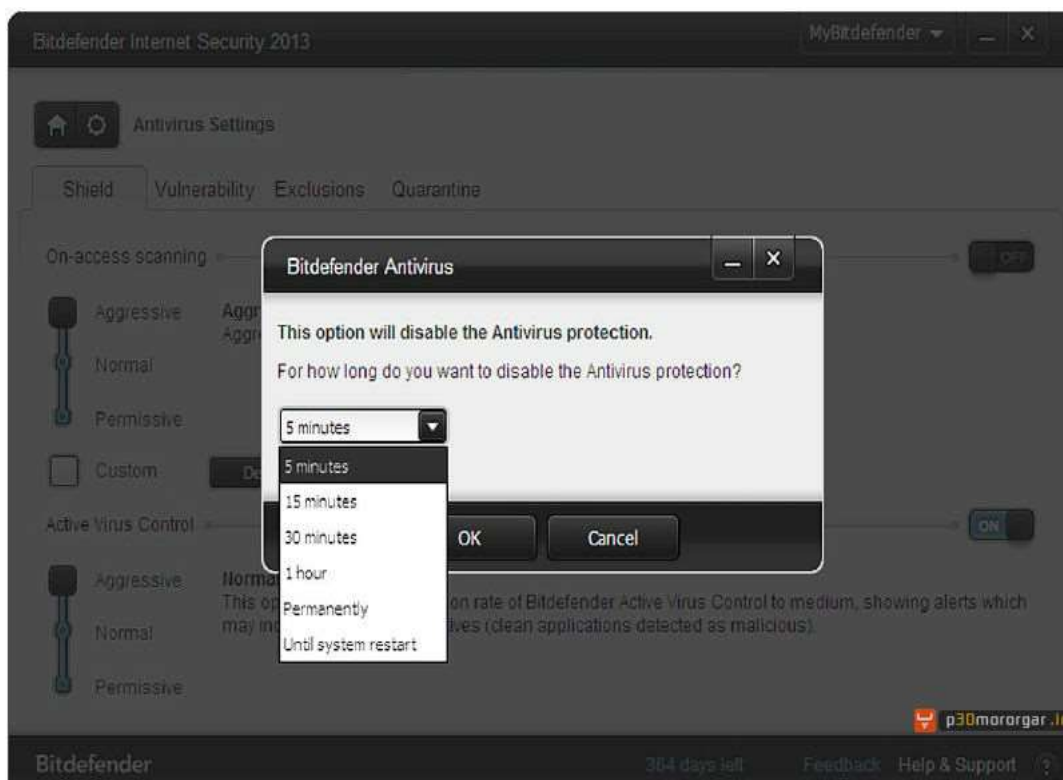 Bitdefender Internet Security 2013
MyBitdefender
Antivirus Settings
Shield Vulnerability Exclusions Quarantine
On-access scanning
OFF
Aggressive
Normal
Permissive
Custom
Bitdefender Antivirus
This option will disable the Antivirus protection.
For how long do you want to disable the Antivirus protection?
5 minutes
5 minutes
15 minutes
30 minutes
1 hour
Permanently
Until system restart
OK Cancel
Active Virus Control
ON
Aggressive
Normal
Permissive
This on rate of Bitdefender Active Virus Control to medium, showing alerts which
may (clean applications detected as malicious).
p30mororgar.ir
Bitdefender
364 days left Feedback Help & Support ?